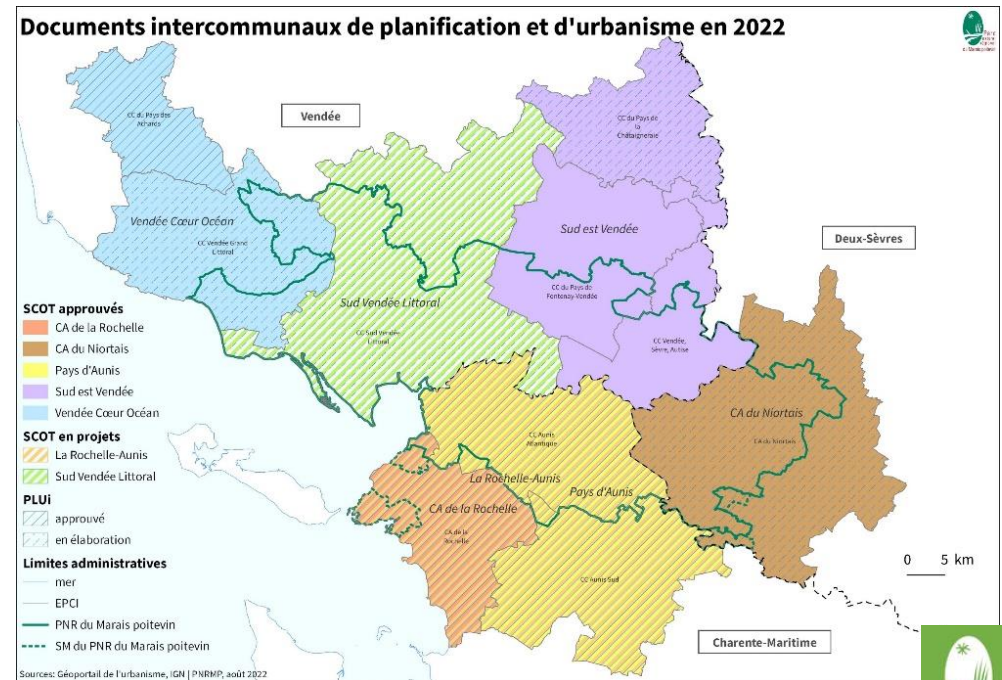 Documents intercommunaux de planification et d'urbanisme en 2022
Vendée
CC du Pays des
Achards
CC du Pays de
la
Châtaigneraie
Vendée Cœur Océan
CC Vendée Grand
Littoral
Sud est Vendée
Deux-Sèvres
CC du Pays de
Fontenay-Vendée
Sud Vendée Littoral
CC Sud Vendée
Littoral
CC Vendée,
Sèvre, Autise
CA du Niortais
CA du Niortais
CC Aunis
Atlantique
La Rochelle-Aunis
Pays d'Aunis
CA de la Rochelle
CA de la
Rochelle
CC Aunis Sud
Charente-Maritime
SCOT approuvés
CA de la Rochelle
CA du Niortais
Pays d'Aunis
Sud est Vendée
Vendée Cœur Océan
SCOT en projets
La Rochelle-Aunis
Sud Vendée Littoral
PLUi
approuvé
en élaboration
Limites administratives
mer
EPCI
PNR du Marais poitevin
SM du PNR du Marais poitevin
0 5 km
Sources: Géoportail de l'urbanisme, IGN | PNRMP, août 2022